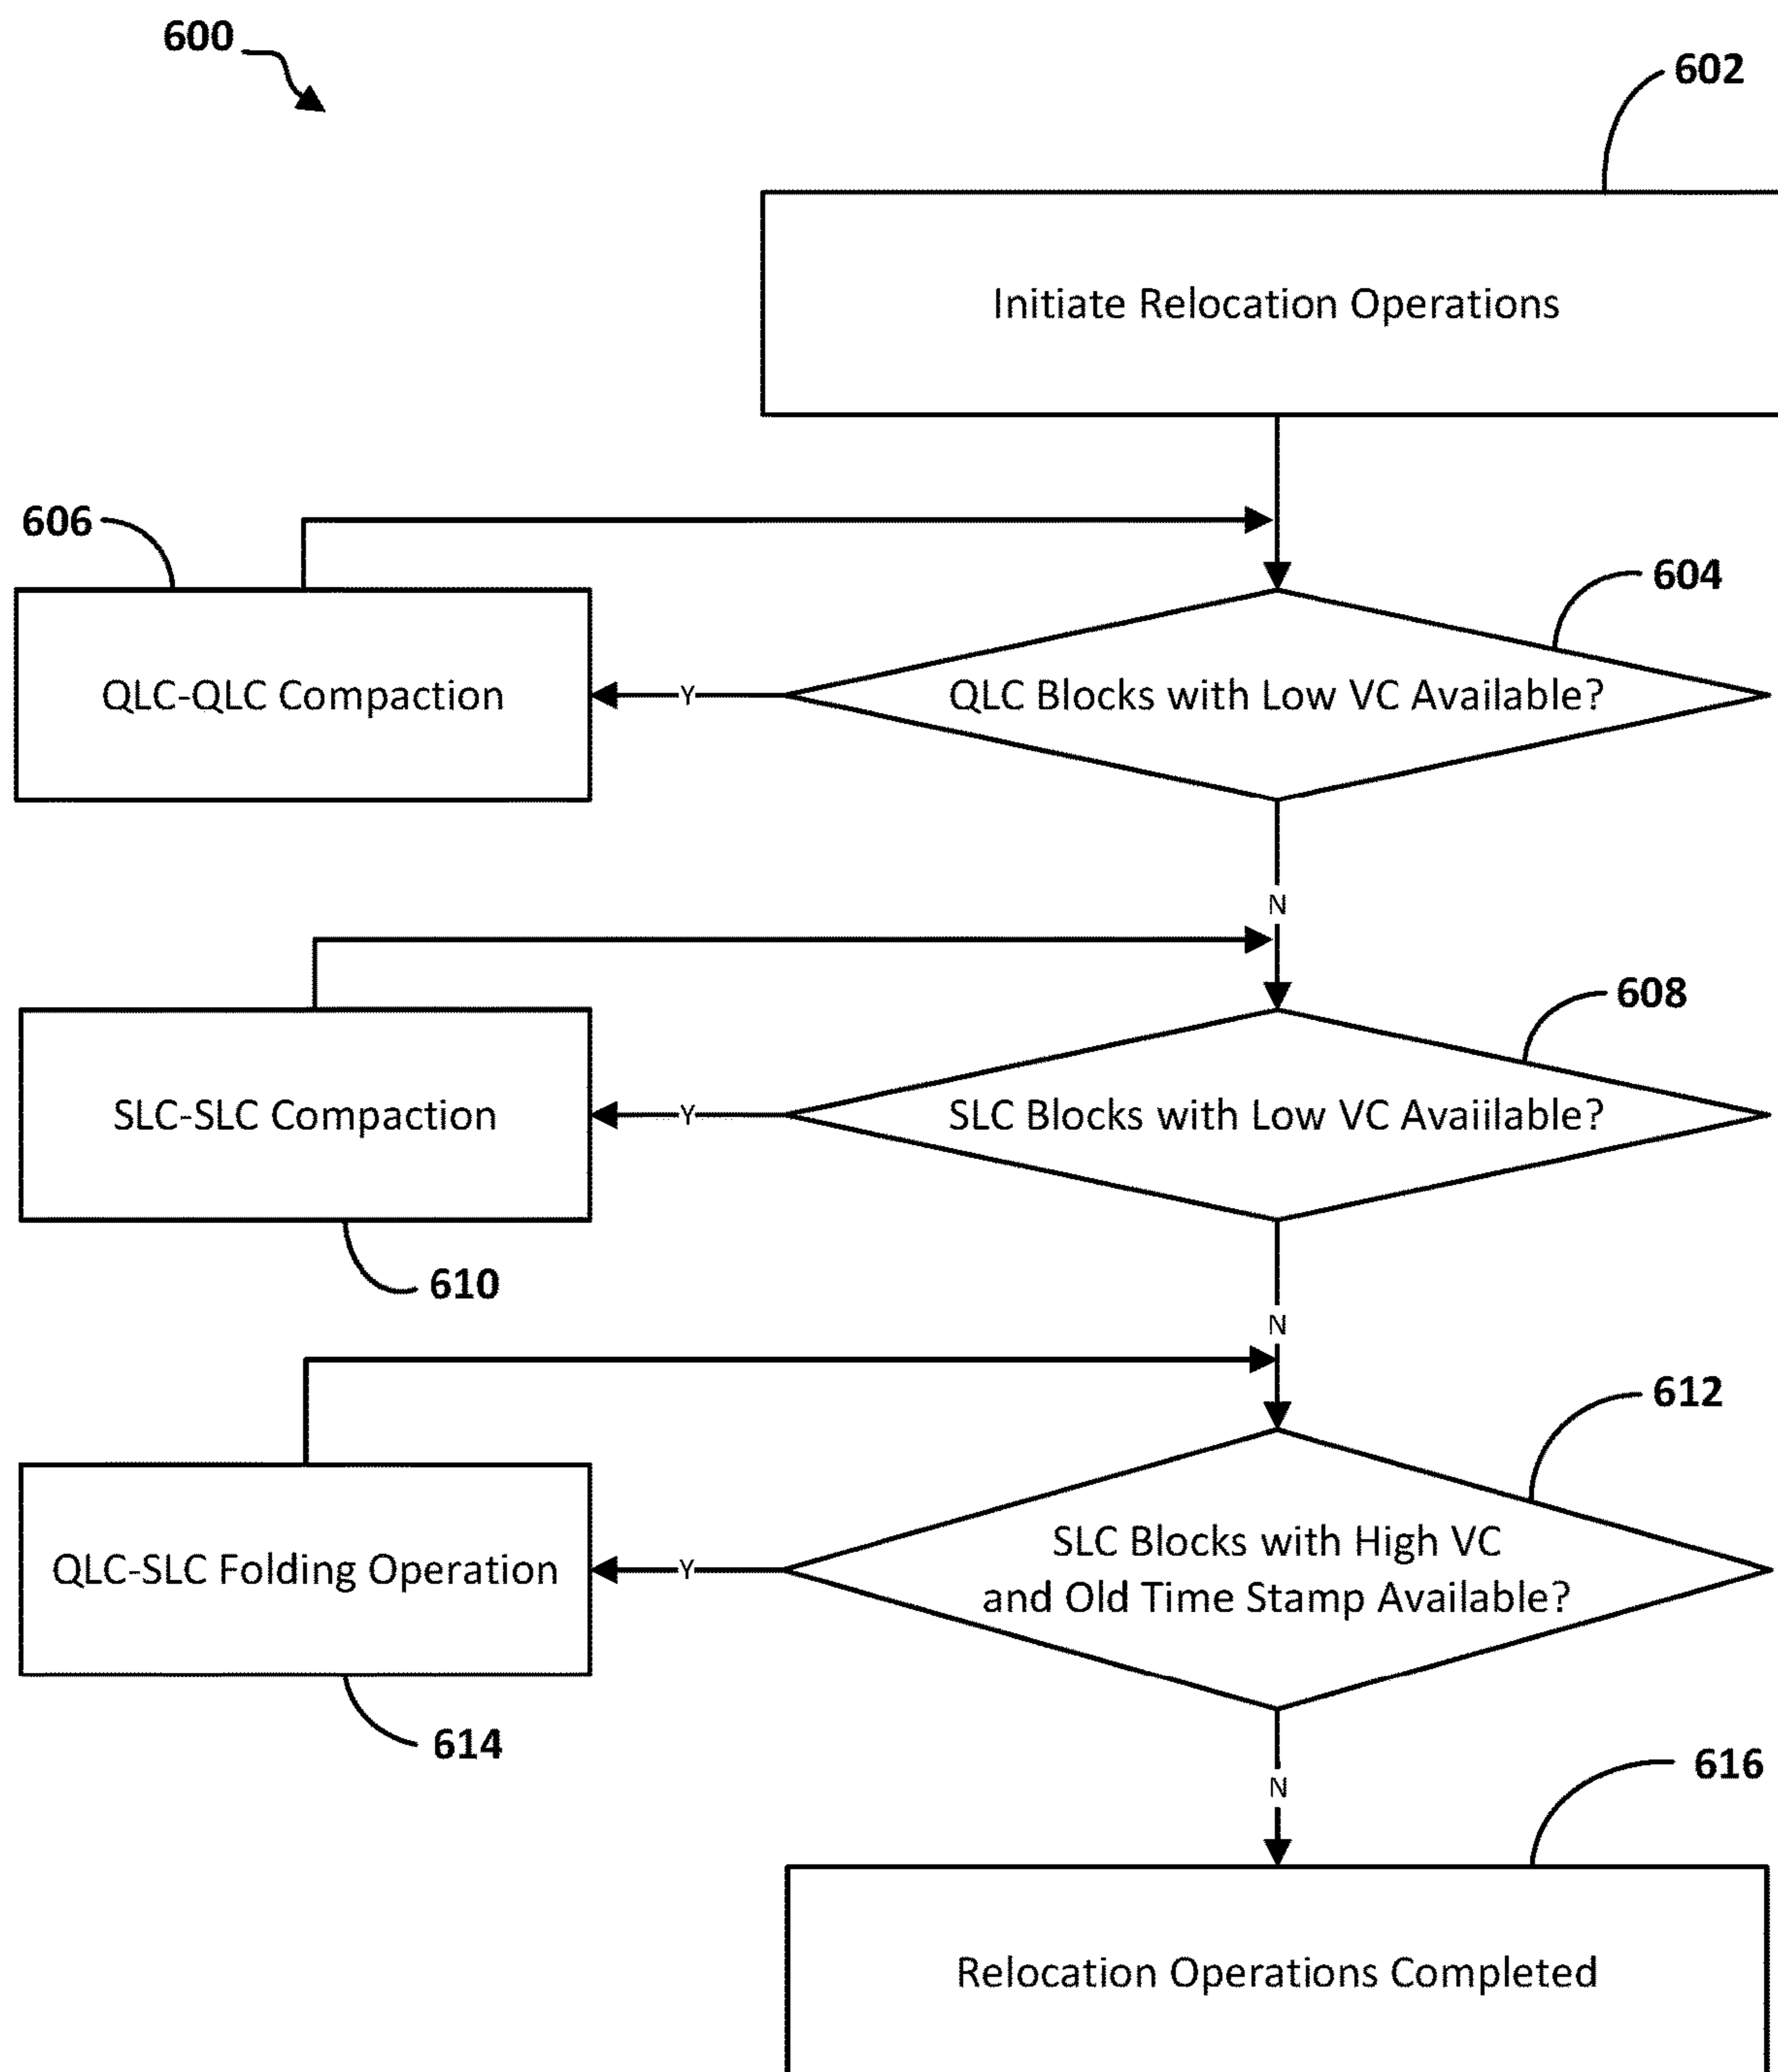 600
602
Initiate Relocation Operations
606
604
QLC-QLC Compaction
Y
QLC Blocks with Low VC Available?
N
608
SLC-SLC Compaction
Y
SLC Blocks with Low VC Avaiilable?
610
N
612
QLC-SLC Folding Operation
Y
SLC Blocks with High VC
and Old Time Stamp Available?
614
N
616
Relocation Operations Completed